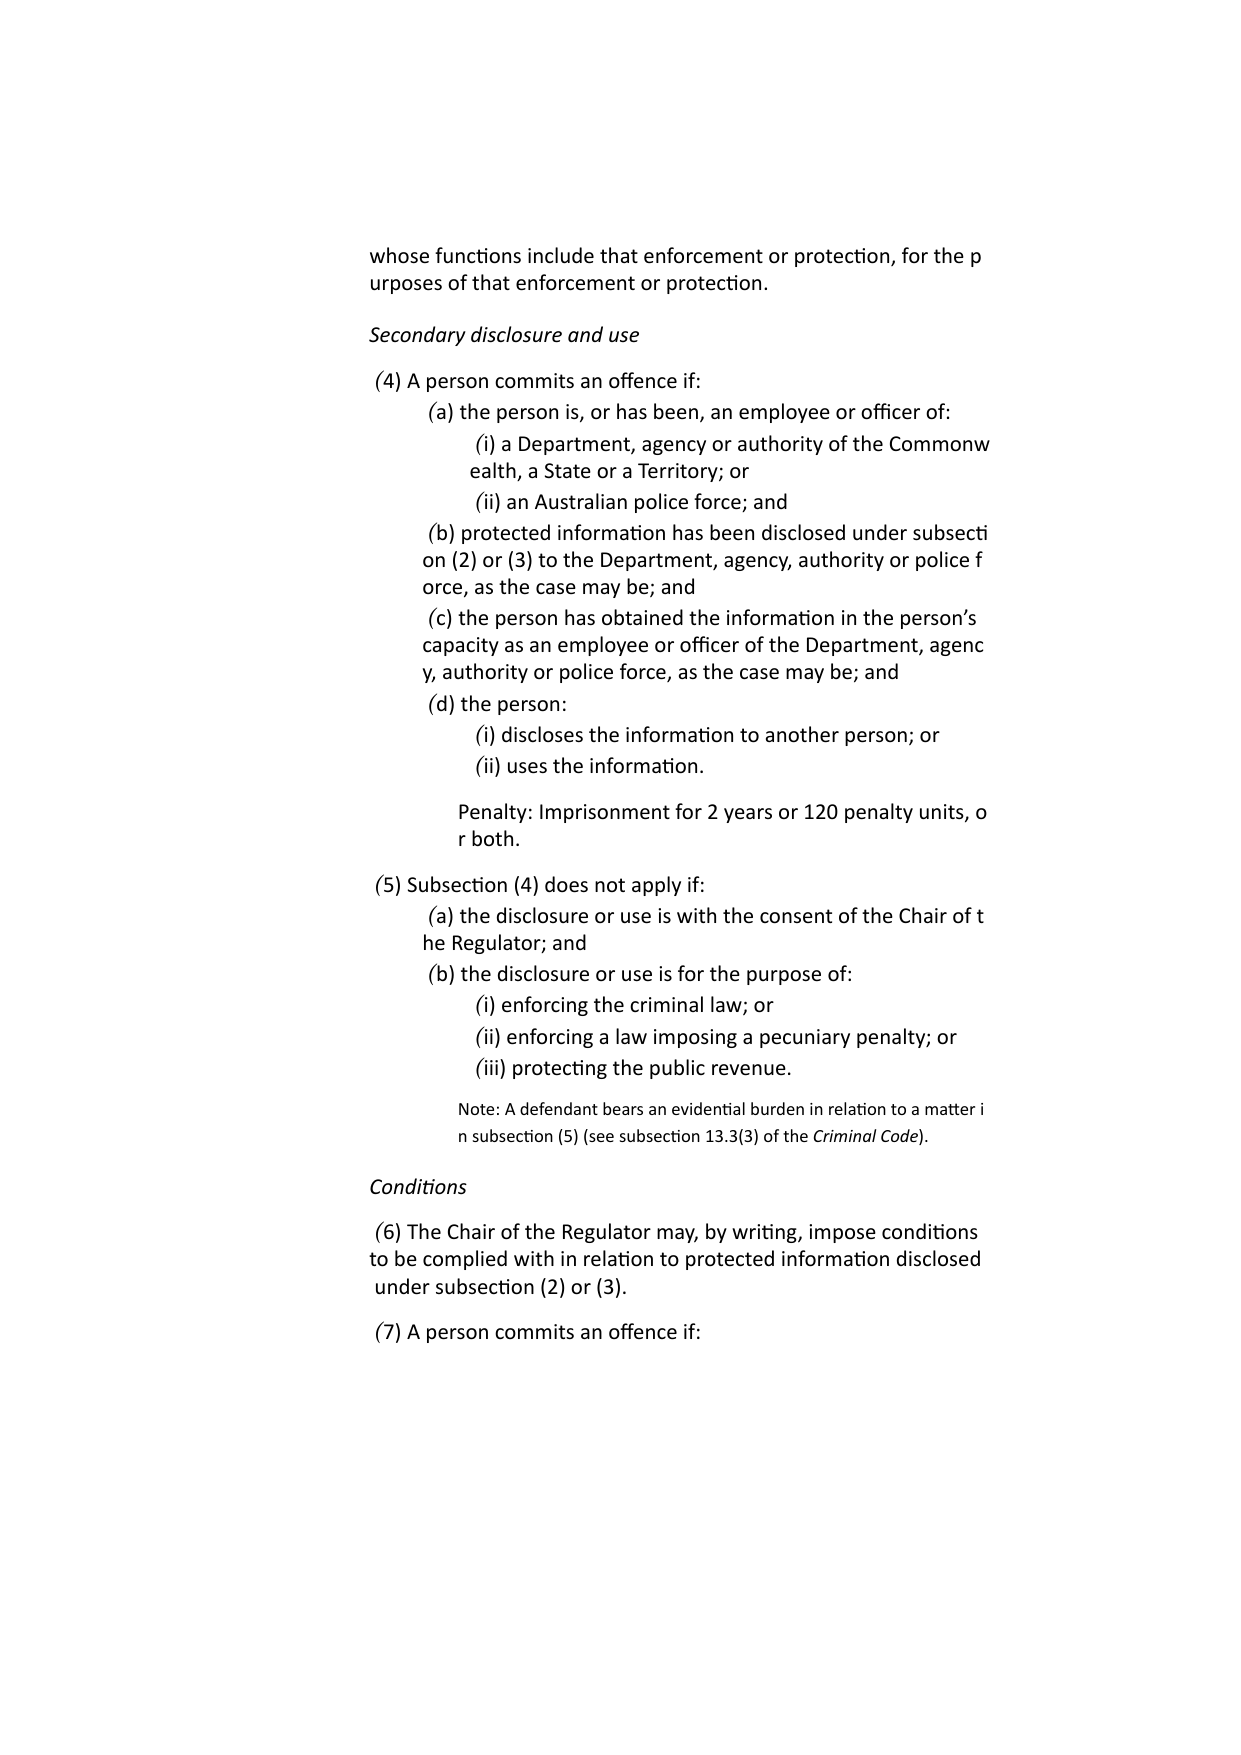 whose functions include that enforcement or protection, for the p
urposes of that enforcement or protection.
Secondary disclosure and use
(4) A person commits an offence if:
(a) the person is, or has been, an employee or officer of:
(i) a Department, agency or authority of the Commonw
ealth, a State or a Territory; or
(ii) an Australian police force; and
(b) protected information has been disclosed under subsecti
on (2) or (3) to the Department, agency, authority or police f
orce, as the case may be; and
(c) the person has obtained the information in the person’s
capacity as an employee or officer of the Department, agenc
y, authority or police force, as the case may be; and
(d) the person:
(i) discloses the information to another person; or
(ii) uses the information.
Penalty: Imprisonment for 2 years or 120 penalty units, o
r both.
(5) Subsection (4) does not apply if:
(a) the disclosure or use is with the consent of the Chair of t
he Regulator; and
(b) the disclosure or use is for the purpose of:
(i) enforcing the criminal law; or
(ii) enforcing a law imposing a pecuniary penalty; or
(iii) protecting the public revenue.
Note: A defendant bears an evidential burden in relation to a matter i
n subsection (5) (see subsection 13.3(3) of the Criminal Code).
Conditions
(6) The Chair of the Regulator may, by writing, impose conditions
to be complied with in relation to protected information disclosed
under subsection (2) or (3).
(7) A person commits an offence if: